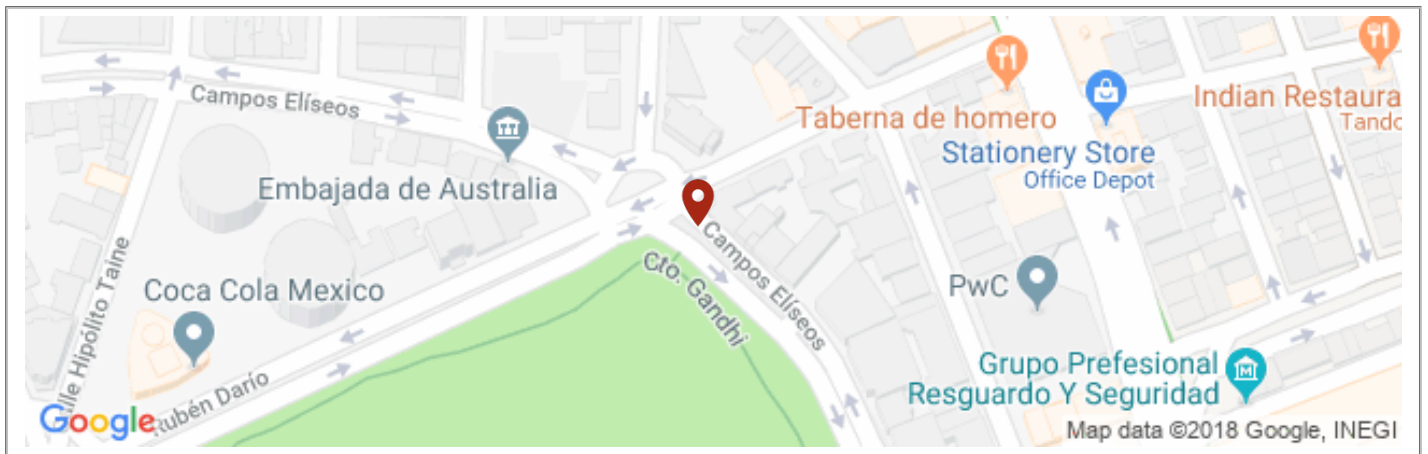 Campos Elíseos
Taberna de homero
Indian Restaura
Tando
Stationery Store
Office Depot
Embajada de Australia
Campos Elíseos
Cto. Gandhi
PwC
Coca Cola Mexico
lle Hipólito Taine
Grupo Prefesional
Resguardo Y Seguridad
Rubén Darío
Google
Map data ©2018 Google, INEGI